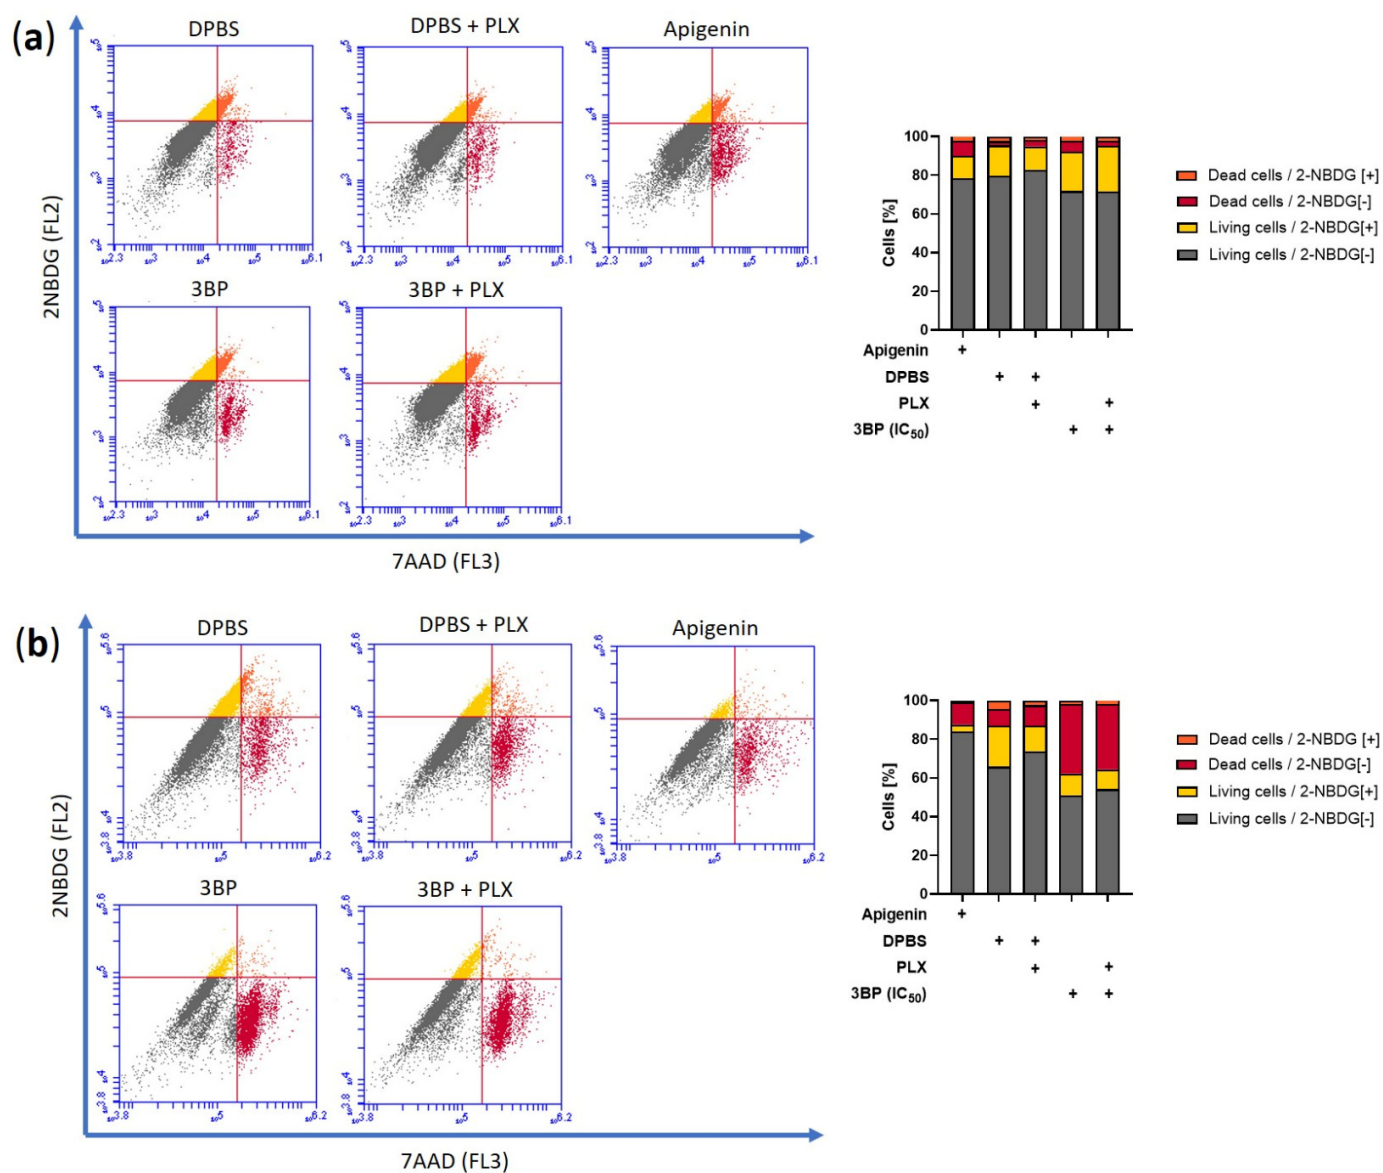 (a)
DPBS
DPBS + PLX
Apigenin
3BP
3BP + PLX
2NBDG (FL2)
7AAD (FL3)
Cells [%]
100
80
60
40
20
0
Apigenin +
DPBS + +
PLX + +
3BP (IC50) + +
Dead cells / 2-NBDG [+]
Dead cells / 2-NBDG[-]
Living cells / 2-NBDG[+]
Living cells / 2-NBDG[-]
(b)
DPBS
DPBS + PLX
Apigenin
3BP
3BP + PLX
2NBDG (FL2)
7AAD (FL3)
Cells [%]
100
80
60
40
20
0
Apigenin +
DPBS + +
PLX + +
3BP (IC50) + +
Dead cells / 2-NBDG [+]
Dead cells / 2-NBDG[-]
Living cells / 2-NBDG[+]
Living cells / 2-NBDG[-]